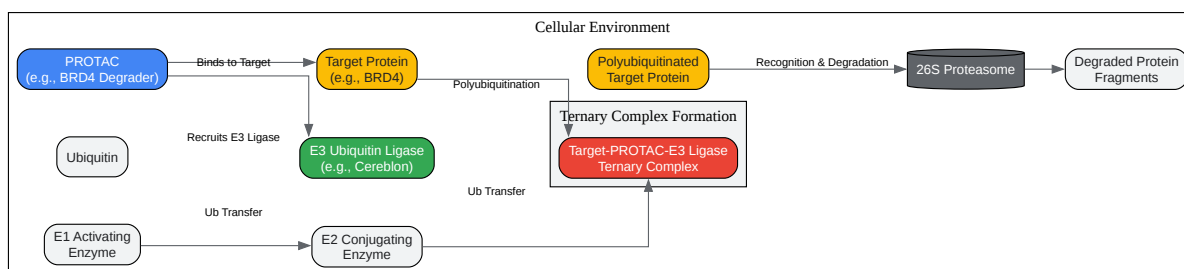 Cellular Environment
PROTAC
(e.g., BRD4 Degrader)
Binds to Target
Target Protein
(e.g., BRD4)
Polyubiquitinated
Target Protein
Recognition & Degradation
26S Proteasome
Degraded Protein
Fragments
Polyubiquitination
Ternary Complex Formation
Recruits E3 Ligase
Ubiquitin
E3 Ubiquitin Ligase
(e.g., Cereblon)
Target-PROTAC-E3 Ligase
Ternary Complex
Ub Transfer
Ub Transfer
E1 Activating
Enzyme
E2 Conjugating
Enzyme